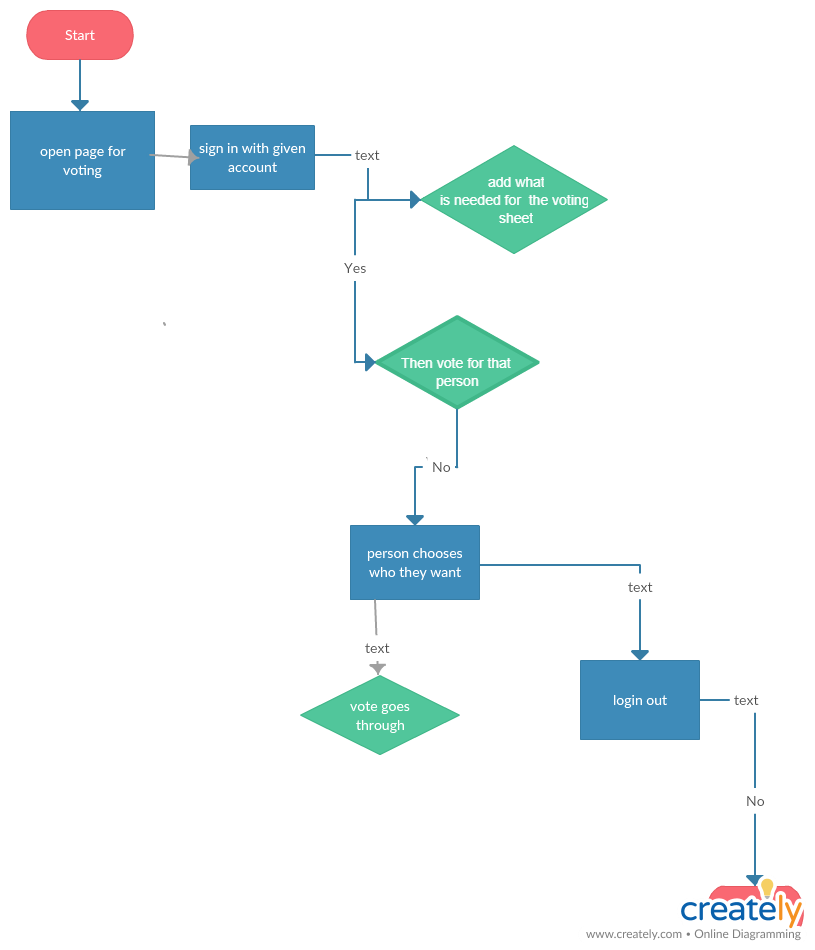 Start
open page for
voting
sign in with given
account
text
add what
is needed for the voting
sheet
Yes
Then vote for that
person
No
person chooses
who they want
text
text
vote goes
through
login out
text
No
creately
www.creately.com • Online Diagramming